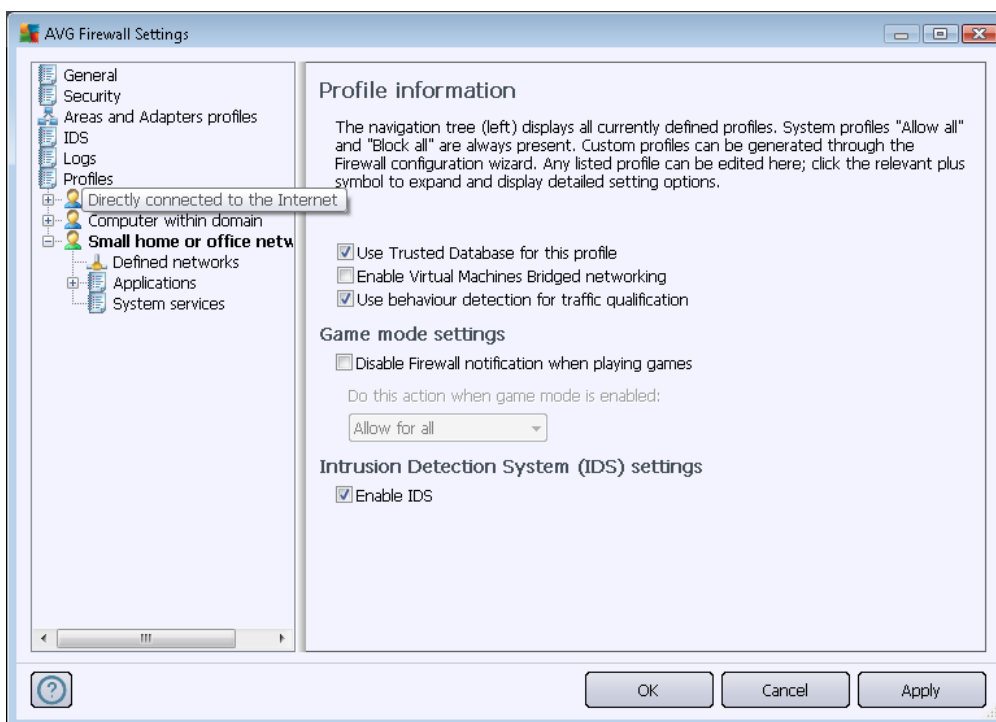 AVG Firewall Settings
General
Security
Areas and Adapters profiles
IDS
Logs
Profiles
Directly connected to the Internet
Computer within domain
Small home or office netw
Defined networks
Applications
System services
Profile information
The navigation tree (left) displays all currently defined profiles. System profiles "Allow all"
and "Block all" are always present. Custom profiles can be generated through the
Firewall configuration wizard. Any listed profile can be edited here; click the relevant plus
symbol to expand and display detailed setting options.
Use Trusted Database for this profile
Enable Virtual Machines Bridged networking
Use behaviour detection for traffic qualification
Game mode settings
Disable Firewall notification when playing games
Do this action when game mode is enabled:
Allow for all
Intrusion Detection System (IDS) settings
Enable IDS
OK
Cancel
Apply